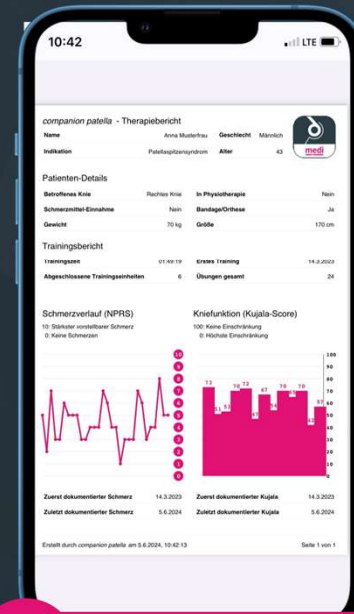 10:42
LTE
companion patella - Therapiebericht
Name Anna Musterfrau Geschlecht Männlich
Indikation Patellaspitzensyndrom Alter 43
medi
Patienten-Details
Betroffenes Knie Rechtes Knie In Physiotherapie Nein
Schmerzmittel-Einnahme Nein Bandage/Orthese Ja
Gewicht 70 kg Größe 170 cm
Trainingsbericht
Trainingszeit 01:49:19 Erstes Training 14.3.2023
Abgeschlossene Trainingseinheiten 6 Übungen gesamt 24
Schmerzverlauf (NPRS)
10: Stärkster vorstellbarer Schmerz
0: Keine Schmerzen
10
9
8
7
6
5
4
3
2
1
0
Zuerst dokumentierter Schmerz 14.3.2023
Zuletzt dokumentierter Schmerz 5.6.2024
Kniefunktion (Kujala-Score)
100: Keine Einschränkung
0: Höchste Einschränkung
73 51 53 70 72 47 67 54 70 65 70 42 57
100
90
80
70
60
50
40
30
20
10
0
Zuerst dokumentierter Kujala 14.3.2023
Zuletzt dokumentierter Kujala 5.6.2024
Erstellt durch companion patella am 5.6.2024, 10:42:13 Seite 1 von 1